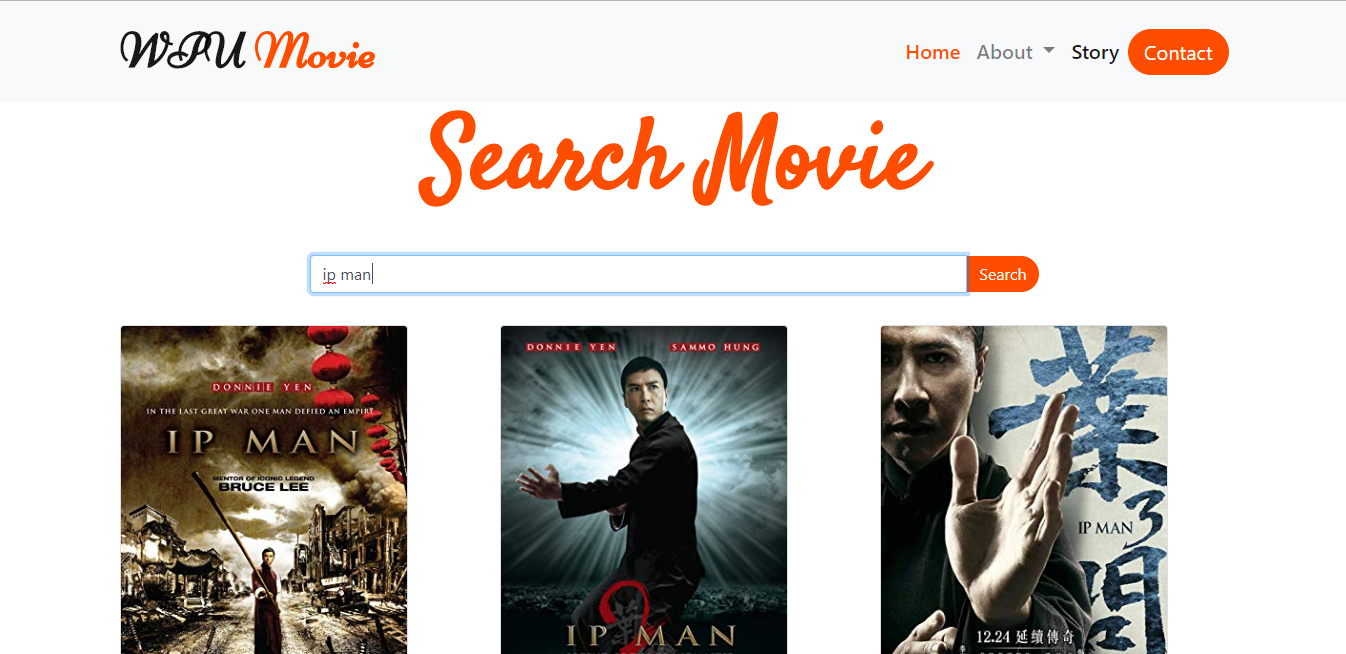 WPU Movie
Home About Story Contact
Search Movie
ip man
Search
DONNIE YEN
IN THE LAST GREAT WAR ONE MAN DEFIED AN EMPIRE
IP MAN
MENTOR OF ICONIC LEGEND
BRUCE LEE
DONNIE YEN SAMMO HUNG
2
IP MAN
葉問
3
IP MAN
12.24 延續傳奇